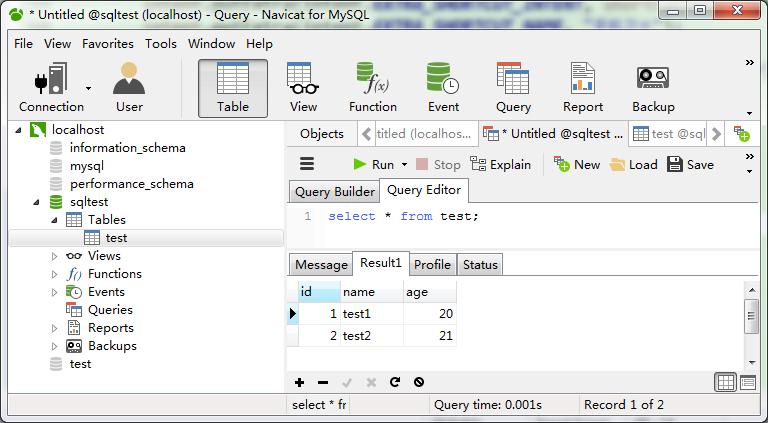 * Untitled @sqltest (localhost) - Query - Navicat for MySQL
File View Favorites Tools Window Help
Connection User Table View Function Event Query Report Backup
localhost
information_schema
mysql
performance_schema
sqltest
Tables
test
Views
Functions
Events
Queries
Reports
Backups
test
Objects titled (localhos... * Untitled @sqltest ... test @sql
Run Stop Explain New Load Save
Query Builder Query Editor
1 select * from test;
Message Result1 Profile Status
id name age
1 test1 20
2 test2 21
select * fr Query time: 0.001s Record 1 of 2